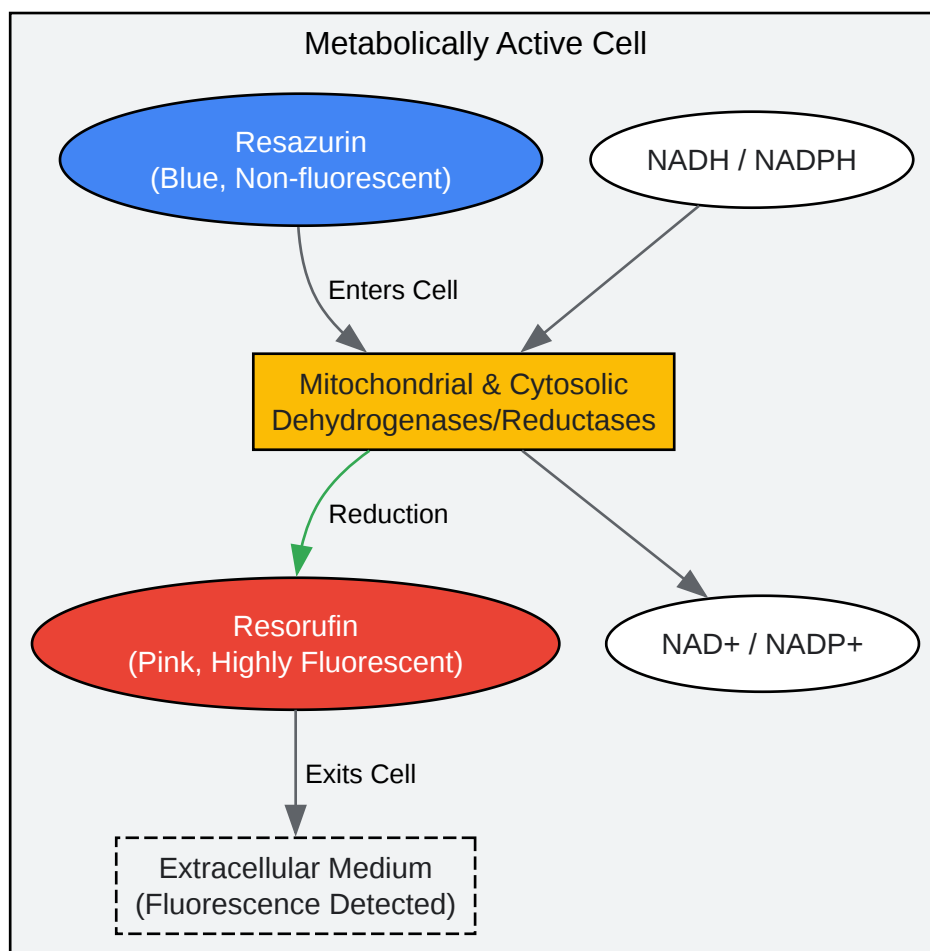 Metabolically Active Cell
Resazurin
(Blue, Non-fluorescent)
NADH / NADPH
Enters Cell
Mitochondrial & Cytosolic
Dehydrogenases/Reductases
Reduction
Resorufin
(Pink, Highly Fluorescent)
NAD+ / NADP+
Exits Cell
Extracellular Medium
(Fluorescence Detected)